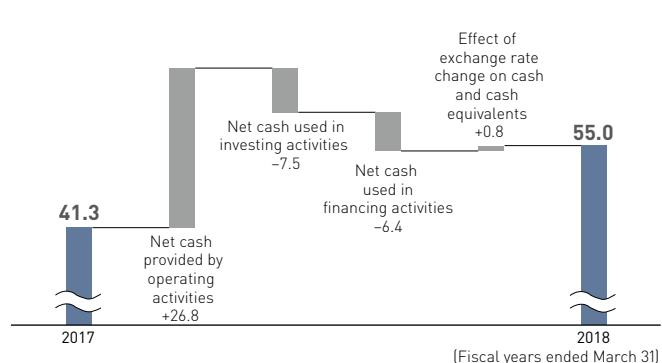 Effect of
exchange rate
change on cash
and cash
equivalents
+0.8
55.0
Net cash used in
investing activities
−7.5
Net cash
used in
financing activities
−6.4
41.3
Net cash
provided by
operating
activities
+26.8
2017
2018
(Fiscal years ended March 31)